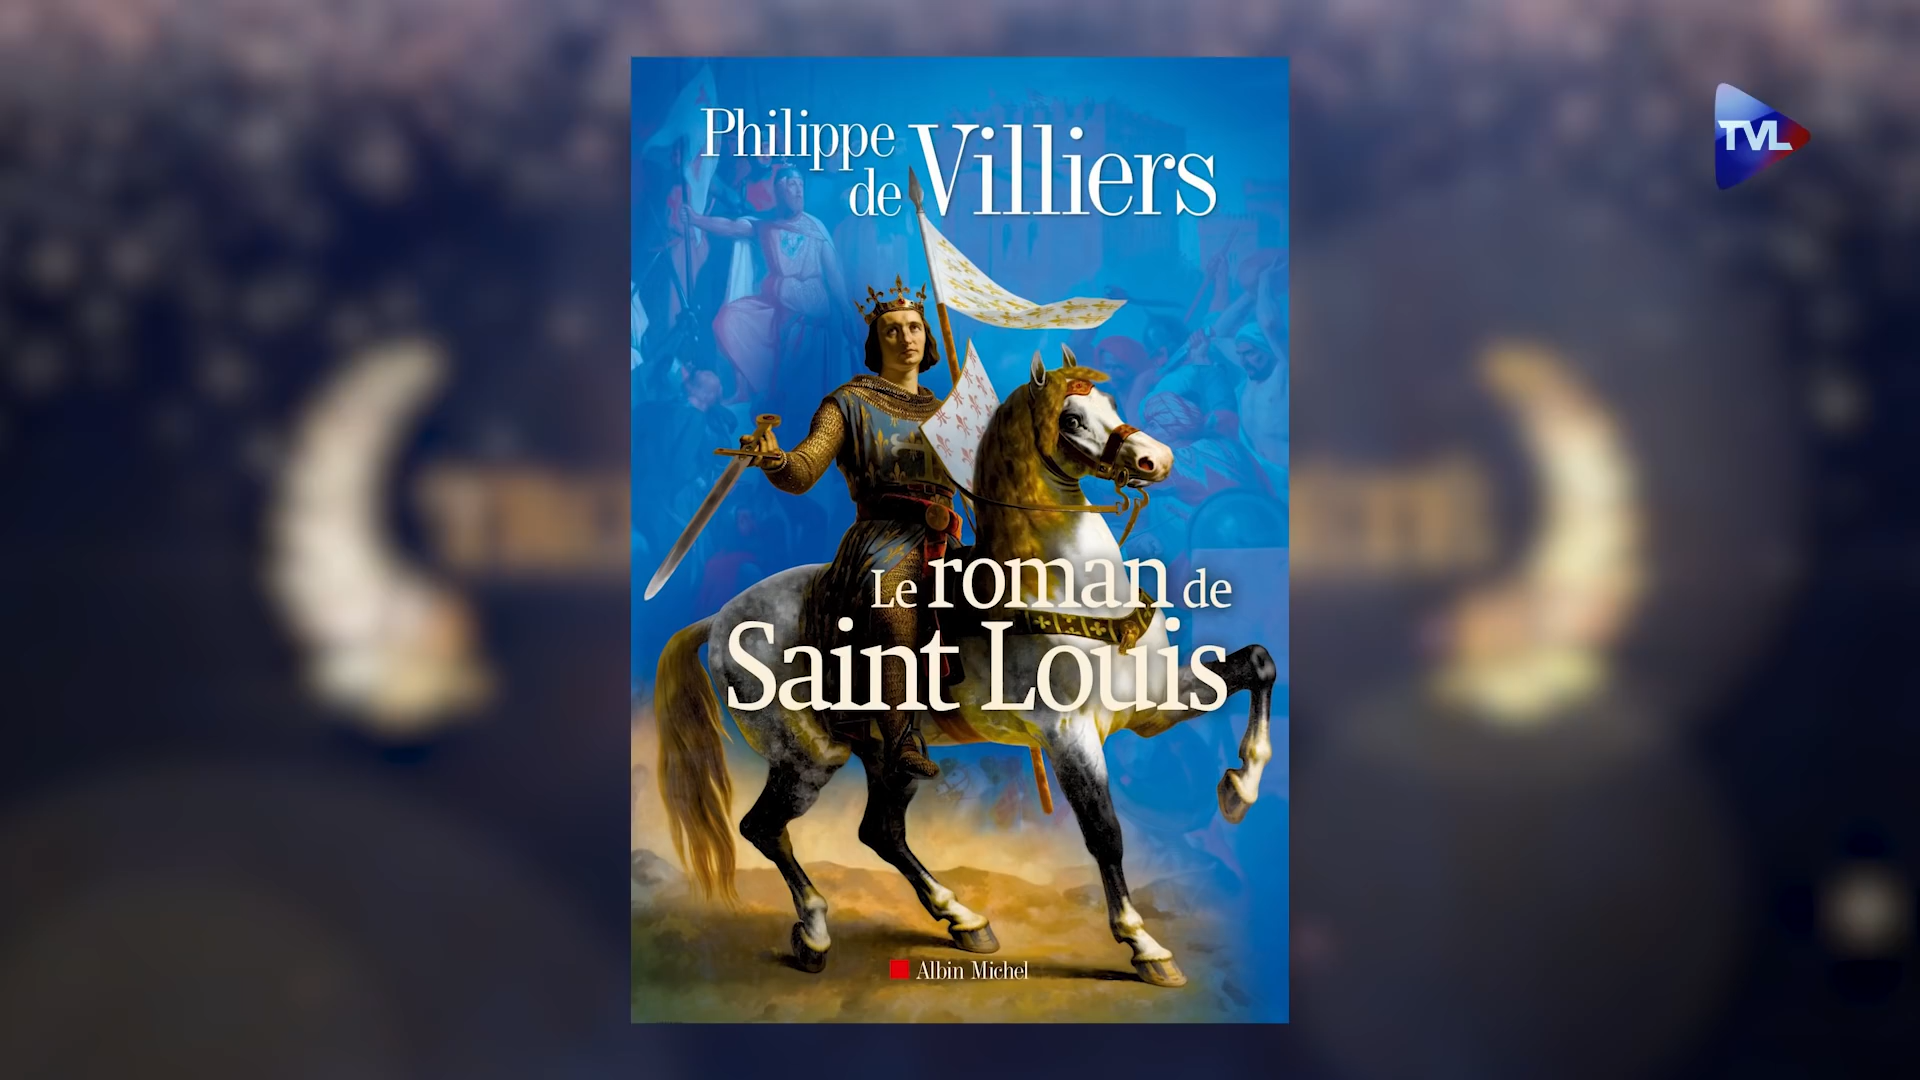 Philippe
de Villiers
TVL
Le roman de
Saint Louis
Albin Michel